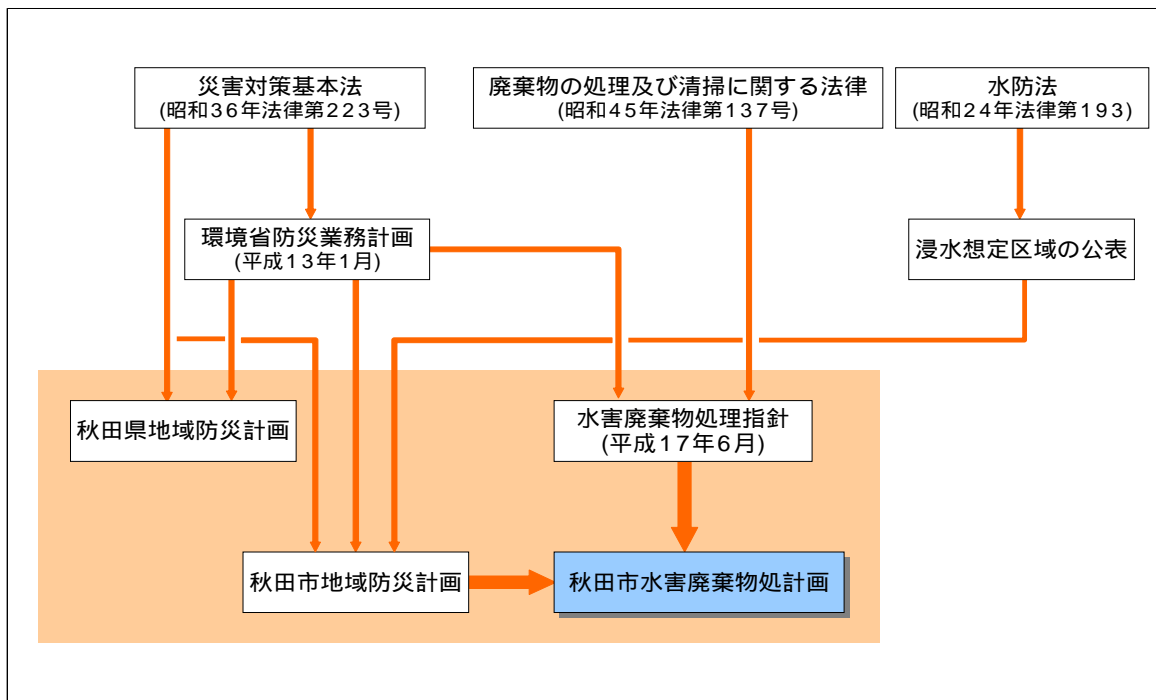 災害対策基本法
(昭和36年法律第223号)
廃棄物の処理及び清掃に関する法律
(昭和45年法律第137号)
水防法
(昭和24年法律第193)
環境省防災業務計画
(平成13年1月)
浸水想定区域の公表
秋田県地域防災計画
水害廃棄物処理指針
(平成17年6月)
秋田市地域防災計画
秋田市水害廃棄物処計画